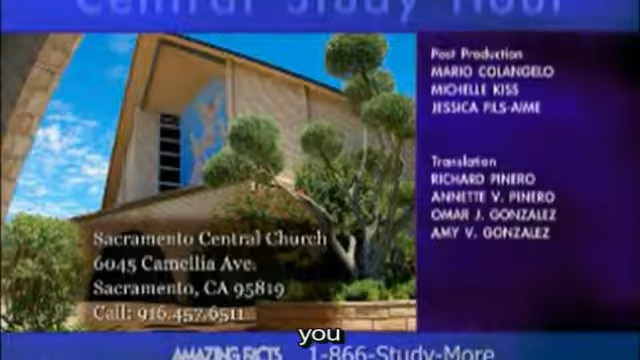 Central Study Hour
Post Production
MARIO COLANGELO
MICHELLE KISS
JESSICA PILS-AIME
Translation
RICHARD PINERO
ANNETTE V. PINERO
OMAR J. GONZALEZ
AMY V. GONZALEZ
Sacramento Central Church
6045 Camellia Ave.
Sacramento, CA 95819
Call: 916.457.6511
you
AMAZING FACTS 1-866-Study-More